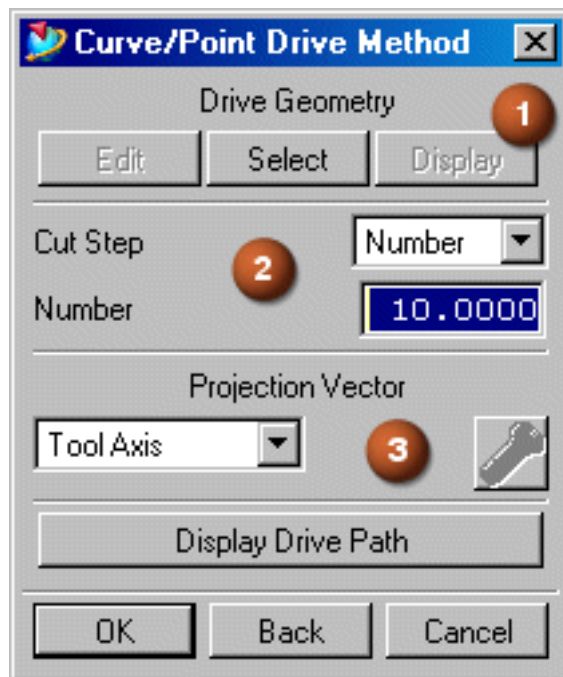 Curve/Point Drive Method
Drive Geometry
1
Edit Select Display
Cut Step Number
2
Number 10.0000
Projection Vector
Tool Axis 3
Display Drive Path
OK Back Cancel